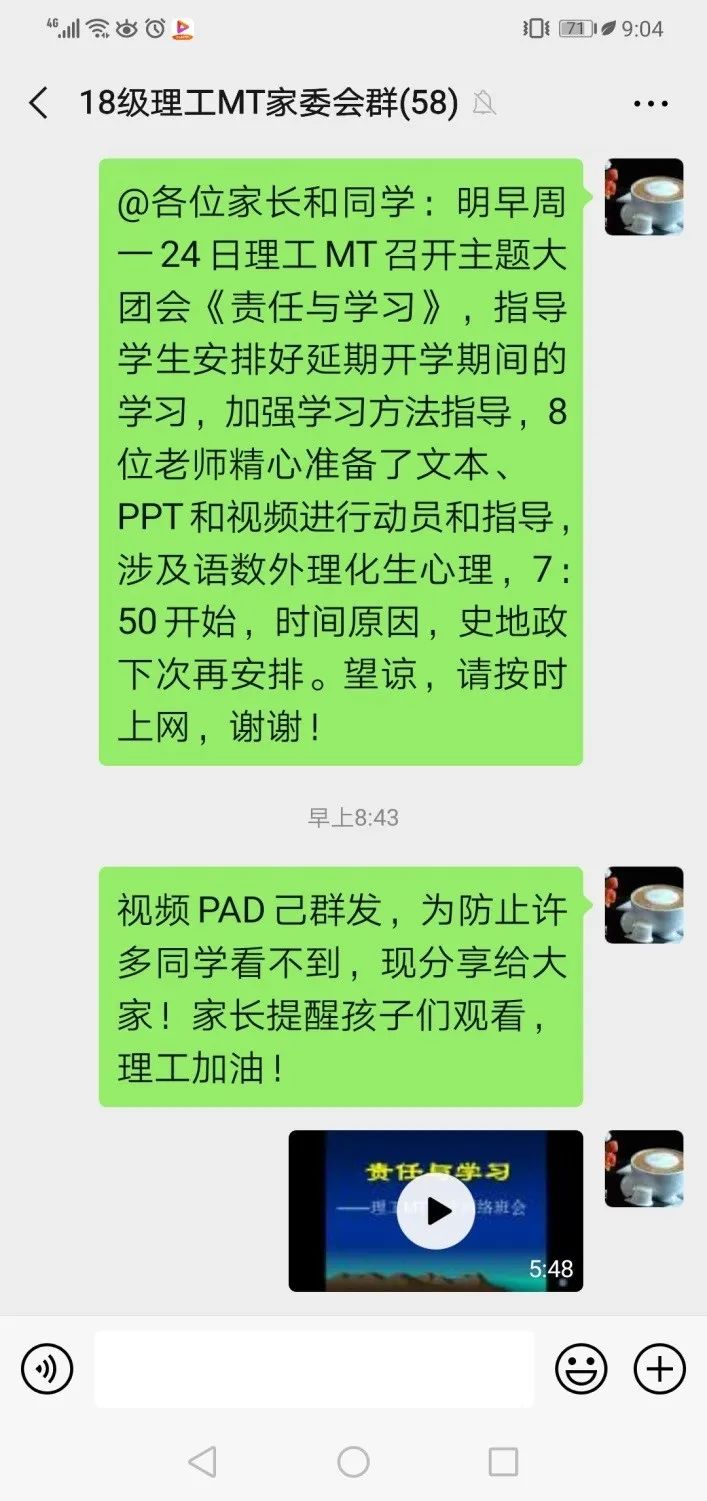 4G 71 9:04
18级理工MT家委会群(58)
@各位家长和同学：明早周
一24日理工MT召开主题大
团会《责任与学习》，指导
学生安排好延期开学期间的
学习，加强学习方法指导，8
位老师精心准备了文本、
PPT和视频进行动员和指导，
涉及语数外理化生心理，7：
50开始，时间原因，史地政
下次再安排。望谅，请按时
上网，谢谢！
早上8:43
视频PAD己群发，为防止许
多同学看不到，现分享给大
家！家长提醒孩子们观看，
理工加油！
责任与学习
——理工 络班会
5:48